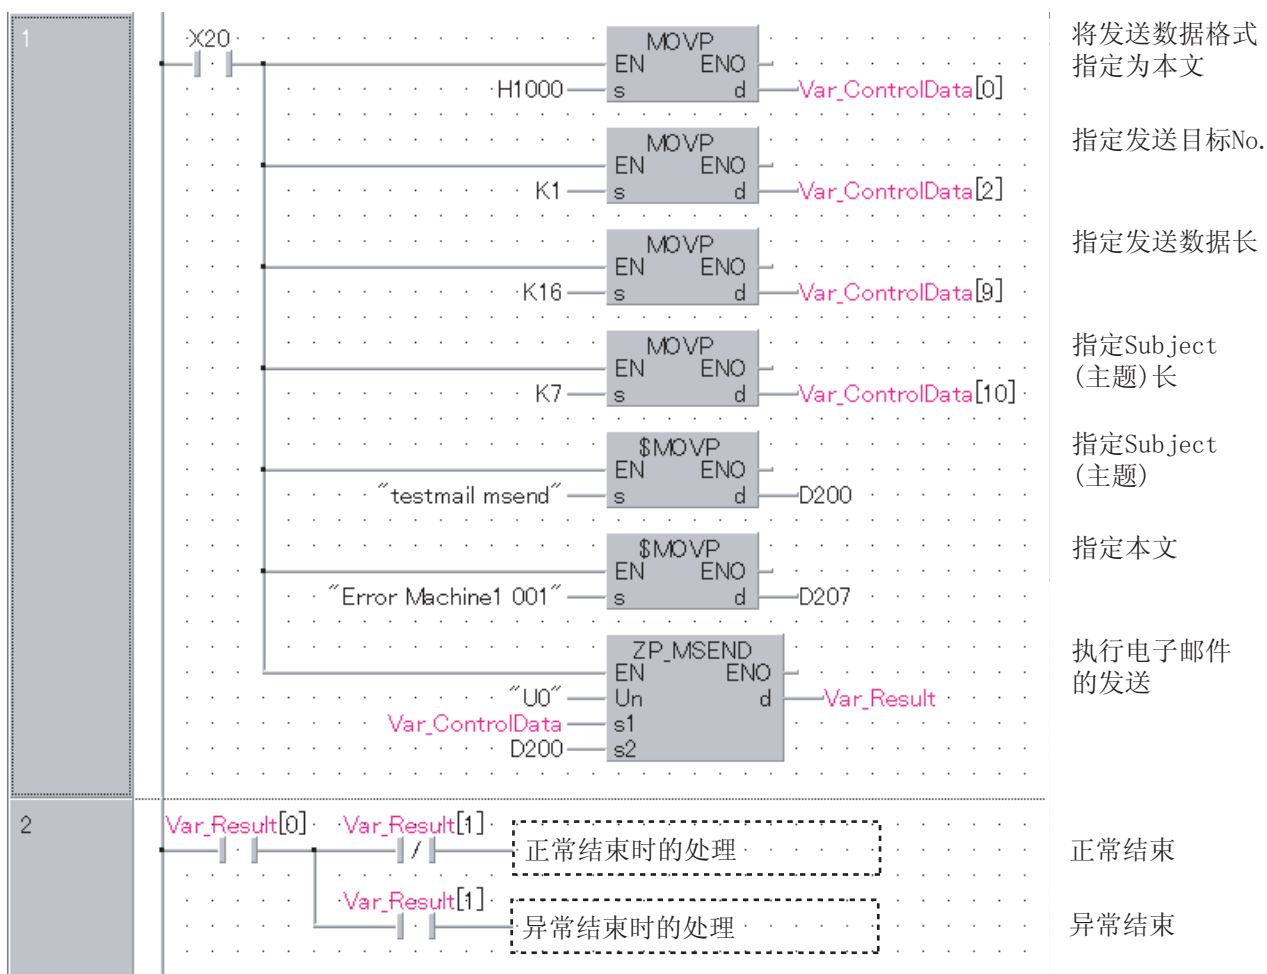 1
X20
MOVP
将发送数据格式
指定为本文
EN ENO
H1000 s d Var_ControlData[0]
MOVP
指定发送目标No.
EN ENO
K1 s d Var_ControlData[2]
MOVP
指定发送数据长
EN ENO
K16 s d Var_ControlData[9]
MOVP
指定Subject
(主题)长
EN ENO
K7 s d Var_ControlData[10]
$MOVP
指定Subject
(主题)
EN ENO
"testmail msend" s d D200
$MOVP
指定本文
EN ENO
"Error Machine1 001" s d D207
ZP_MSEND
执行电子邮件
的发送
EN ENO
"U0" Un d Var_Result
Var_ControlData s1
D200 s2
2
Var_Result[0] Var_Result[1]
正常结束时的处理 正常结束
Var_Result[1]
异常结束时的处理 异常结束